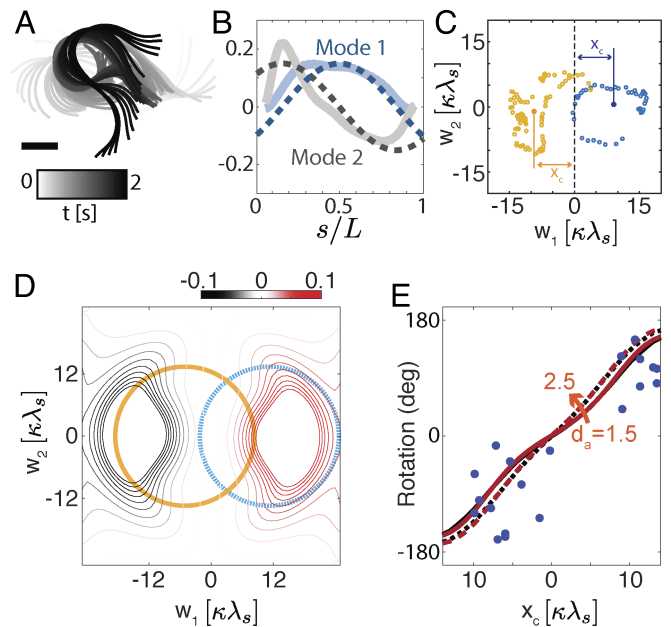 A
0
2
t [s]
B
0.2
0
-0.2
Mode 1
Mode 2
0
0.5
1
s/L
C
w2 [κλs]
15
0
-15
xc
xc
-15
0
15
w1 [κλs]
D
-0.1
0
0.1
w2 [κλs]
12
0
-12
-12
0
12
w1 [κλs]
E
Rotation (deg)
180
0
-180
2.5
da=1.5
10
0
10
xc [κλs]